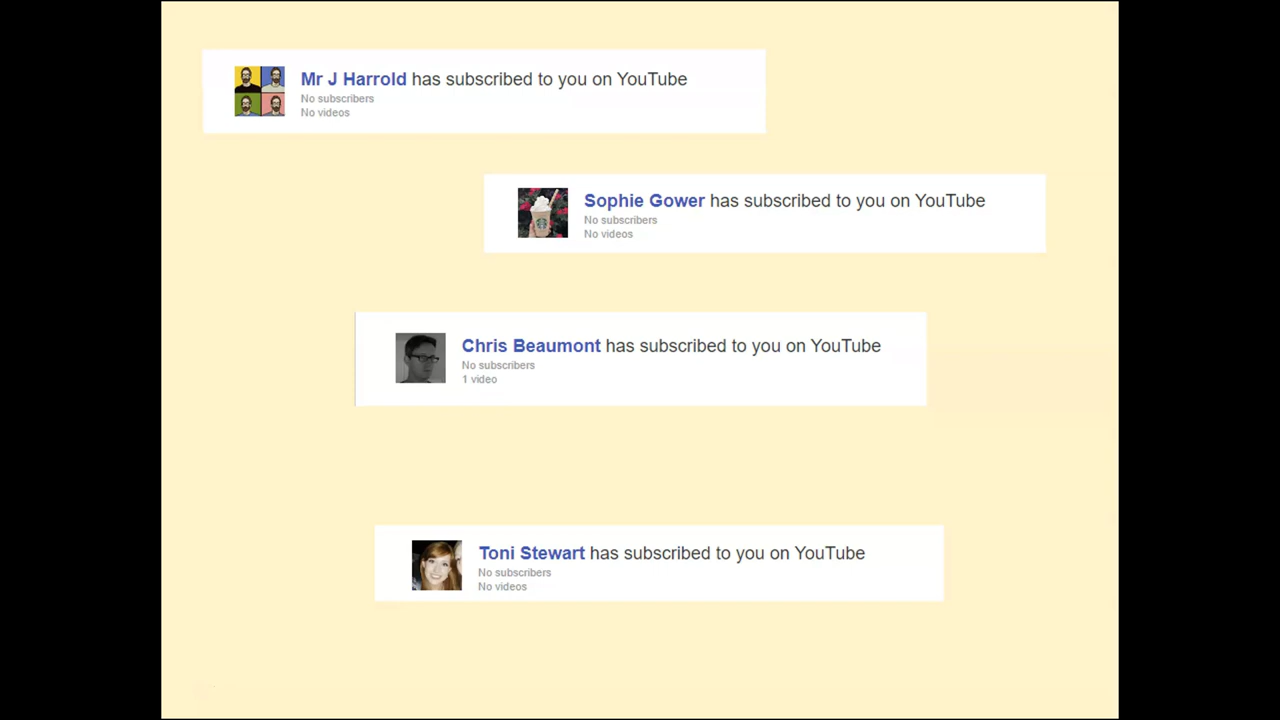 Mr J Harrold has subscribed to you on YouTube
No subscribers
No videos
Sophie Gower has subscribed to you on YouTube
No subscribers
No videos
Chris Beaumont has subscribed to you on YouTube
No subscribers
1 video
Toni Stewart has subscribed to you on YouTube
No subscribers
No videos